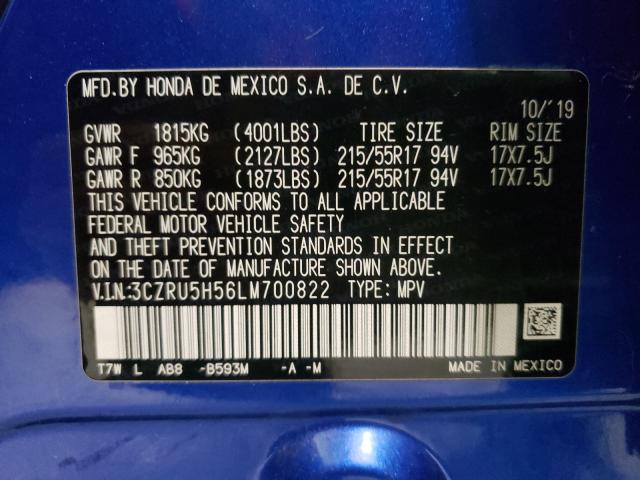 MFD.BY HONDA DE MEXICO S.A. DE C.V.
10/'19
GVWR 1815KG (4001LBS) TIRE SIZE RIM SIZE
GAWR F 965KG (2127LBS) 215/55R17 94V 17X7.5J
GAWR R 850KG (1873LBS) 215/55R17 94V 17X7.5J
THIS VEHICLE CONFORMS TO ALL APPLICABLE
FEDERAL MOTOR VEHICLE SAFETY
AND THEFT PREVENTION STANDARDS IN EFFECT
ON THE DATE OF MANUFACTURE SHOWN ABOVE.
V.I.N:3CZRU5H56LM700822 TYPE: MPV
T7W L AB8 -B593M -A -M
MADE IN MEXICO